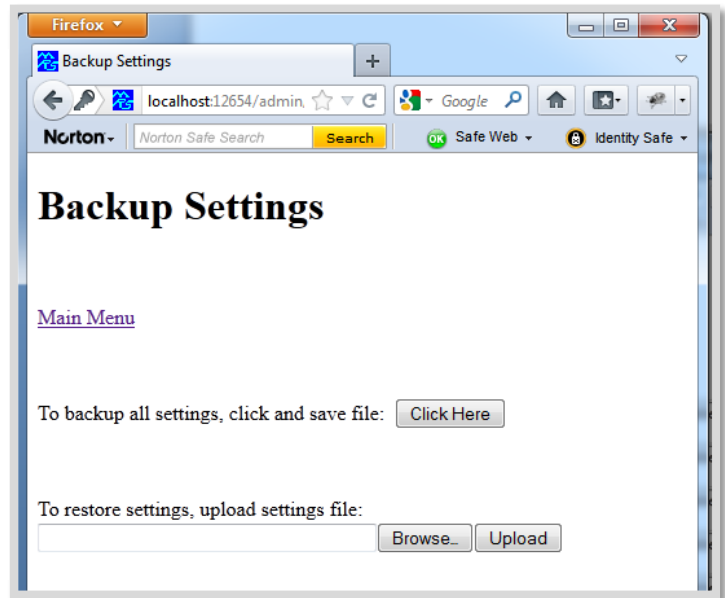 Firefox
Backup Settings
localhost:12654/admin,
Google
Norton
Norton Safe Search
Search
OK
Safe Web
Identity Safe
Backup Settings
Main Menu
To backup all settings, click and save file: Click Here
To restore settings, upload settings file:
Browse… Upload